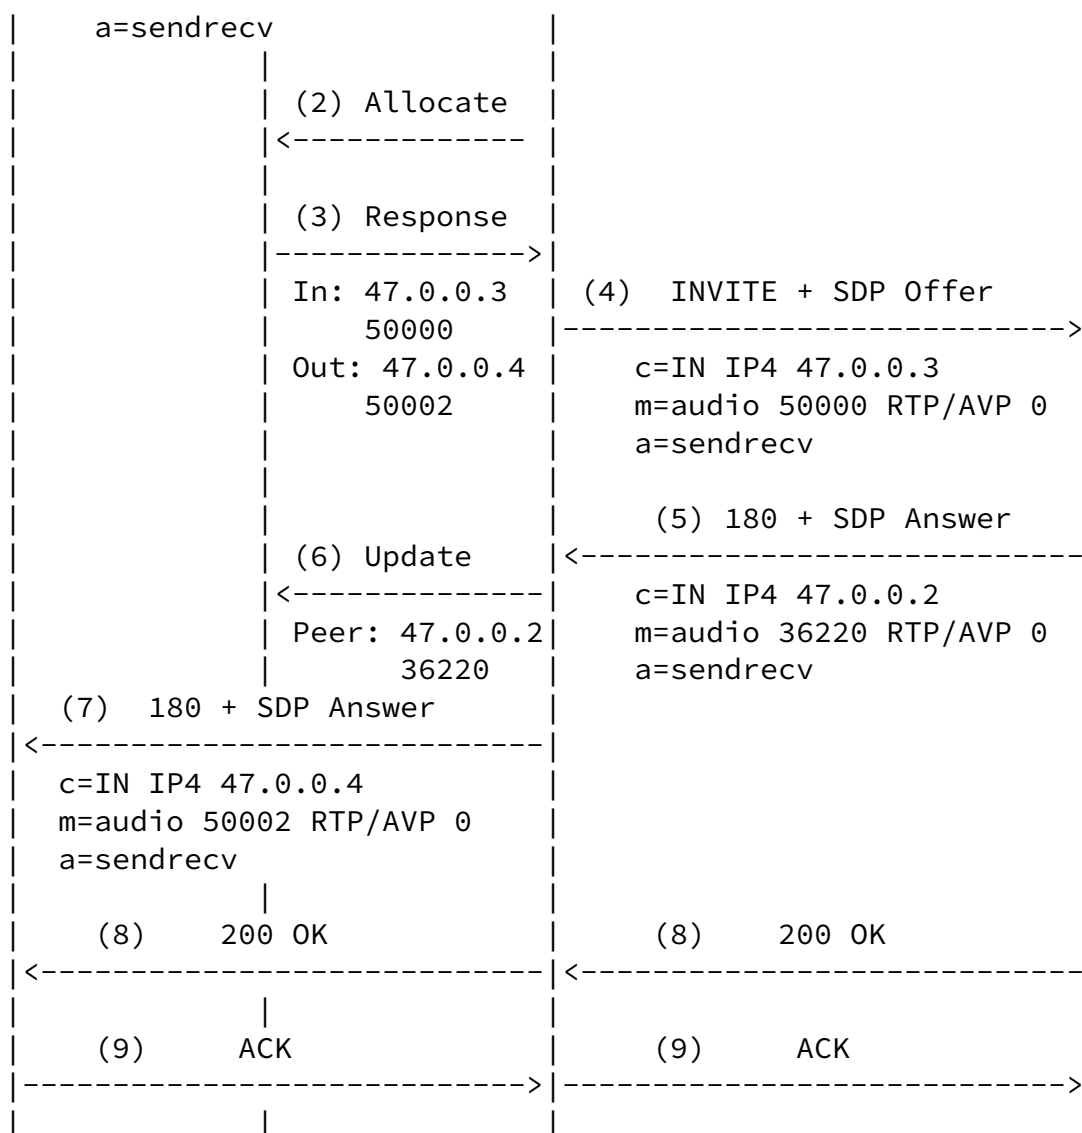 |    a=sendrecv               |
|             |               |
|             | (2) Allocate  |
|             |<------------- |
|             |               |
|             | (3) Response  |
|             |-------------->|
|             | In: 47.0.0.3  | (4)  INVITE + SDP Offer
|             |     50000     |---------------------------->
|             | Out: 47.0.0.4 |    c=IN IP4 47.0.0.3
|             |     50002     |    m=audio 50000 RTP/AVP 0
|             |               |    a=sendrecv
|             |               |
|             |               |     (5) 180 + SDP Answer
|             | (6) Update    |<----------------------------
|             |<--------------|    c=IN IP4 47.0.0.2
|             | Peer: 47.0.0.2|    m=audio 36220 RTP/AVP 0
|             |       36220   |    a=sendrecv
|  (7)  180 + SDP Answer      |
|<----------------------------|
|  c=IN IP4 47.0.0.4          |
|  m=audio 50002 RTP/AVP 0    |
|  a=sendrecv                 |
|             |               |
|    (8)    200 OK            |     (8)    200 OK
|<----------------------------|<----------------------------
|             |               |
|    (9)     ACK              |     (9)     ACK
|---------------------------->|---------------------------->
|             |               |